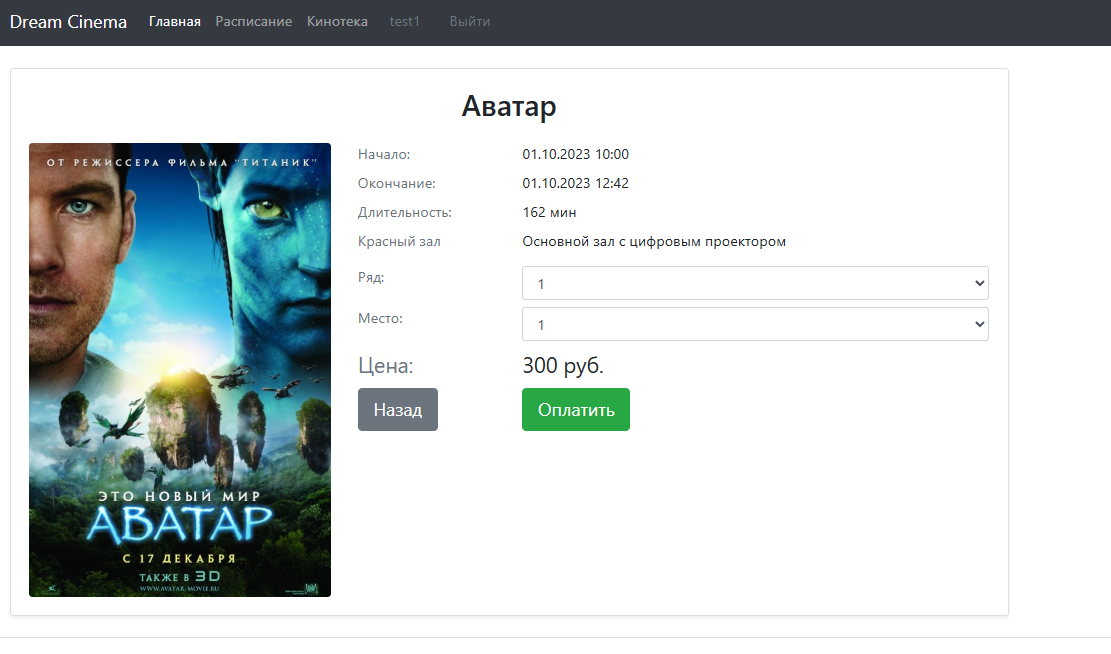 Dream Cinema Главная Расписание Кинотека test1 Выйти
Аватар
ОТ РЕЖИССЕРА ФИЛЬМА "ТИТАНИК"
ЭТО НОВЫЙ МИР
АВАТАР
С 17 ДЕКАБРЯ
ТАКЖЕ В 3D
WWW.AVATAR-MOVIE.RU
Начало: 01.10.2023 10:00
Окончание: 01.10.2023 12:42
Длительность: 162 мин
Красный зал Основной зал с цифровым проектором
Ряд: 1
Место: 1
Цена: 300 руб.
Назад Оплатить